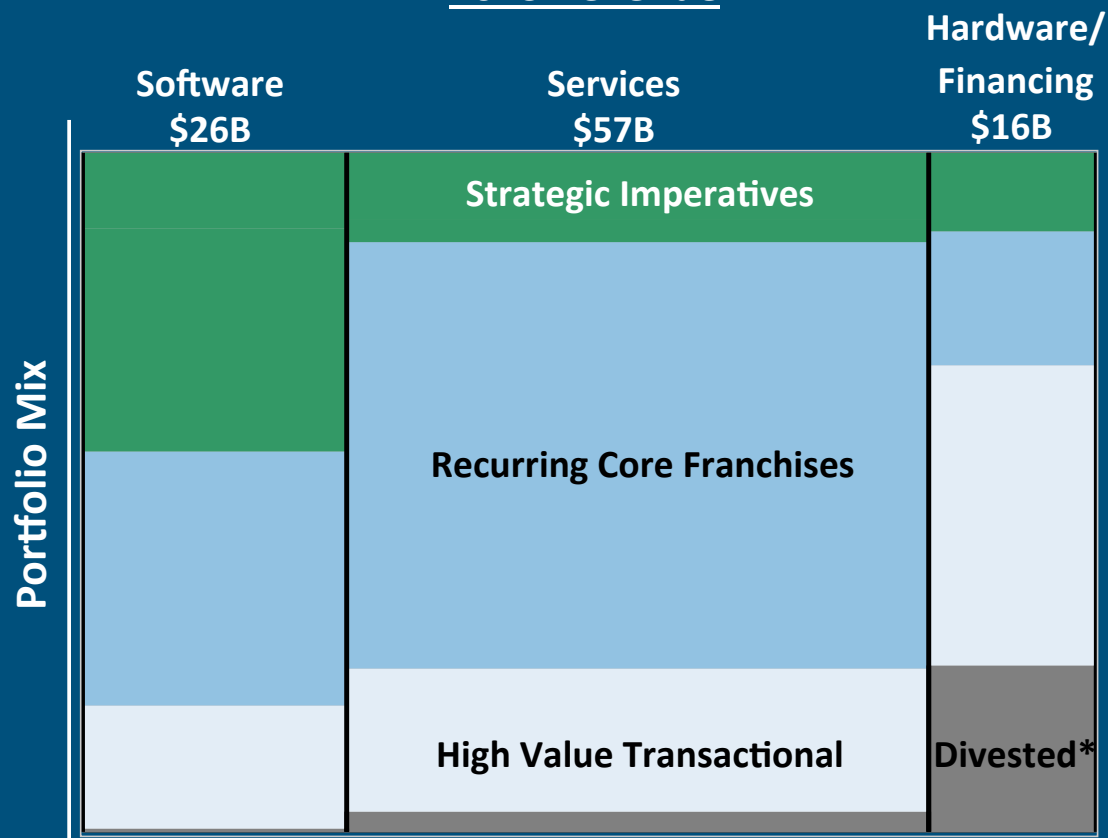 Hardware/
Software
Services
Financing
$26B
$57B
$16B
Strategic Imperatives
Recurring Core Franchises
High Value Transactional
Divested*
Portfolio Mix